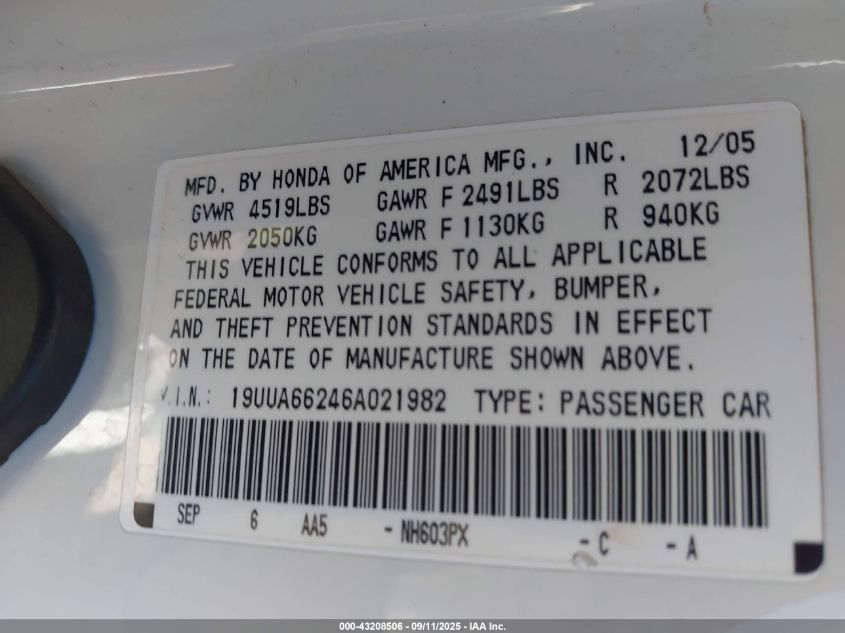 MFD. BY HONDA OF AMERICA MFG., INC. 12/05
GVWR 4519LBS GAWR F 2491LBS R 2072LBS
GVWR 2050KG GAWR F 1130KG R 940KG
THIS VEHICLE CONFORMS TO ALL APPLICABLE
FEDERAL MOTOR VEHICLE SAFETY, BUMPER,
AND THEFT PREVENTION STANDARDS IN EFFECT
ON THE DATE OF MANUFACTURE SHOWN ABOVE.
V.I.N.: 19UUA66246A021982 TYPE: PASSENGER CAR
SEP 6 AA5 -NH603PX -C -A
000-43208506 - 09/11/2025 - IAA Inc.